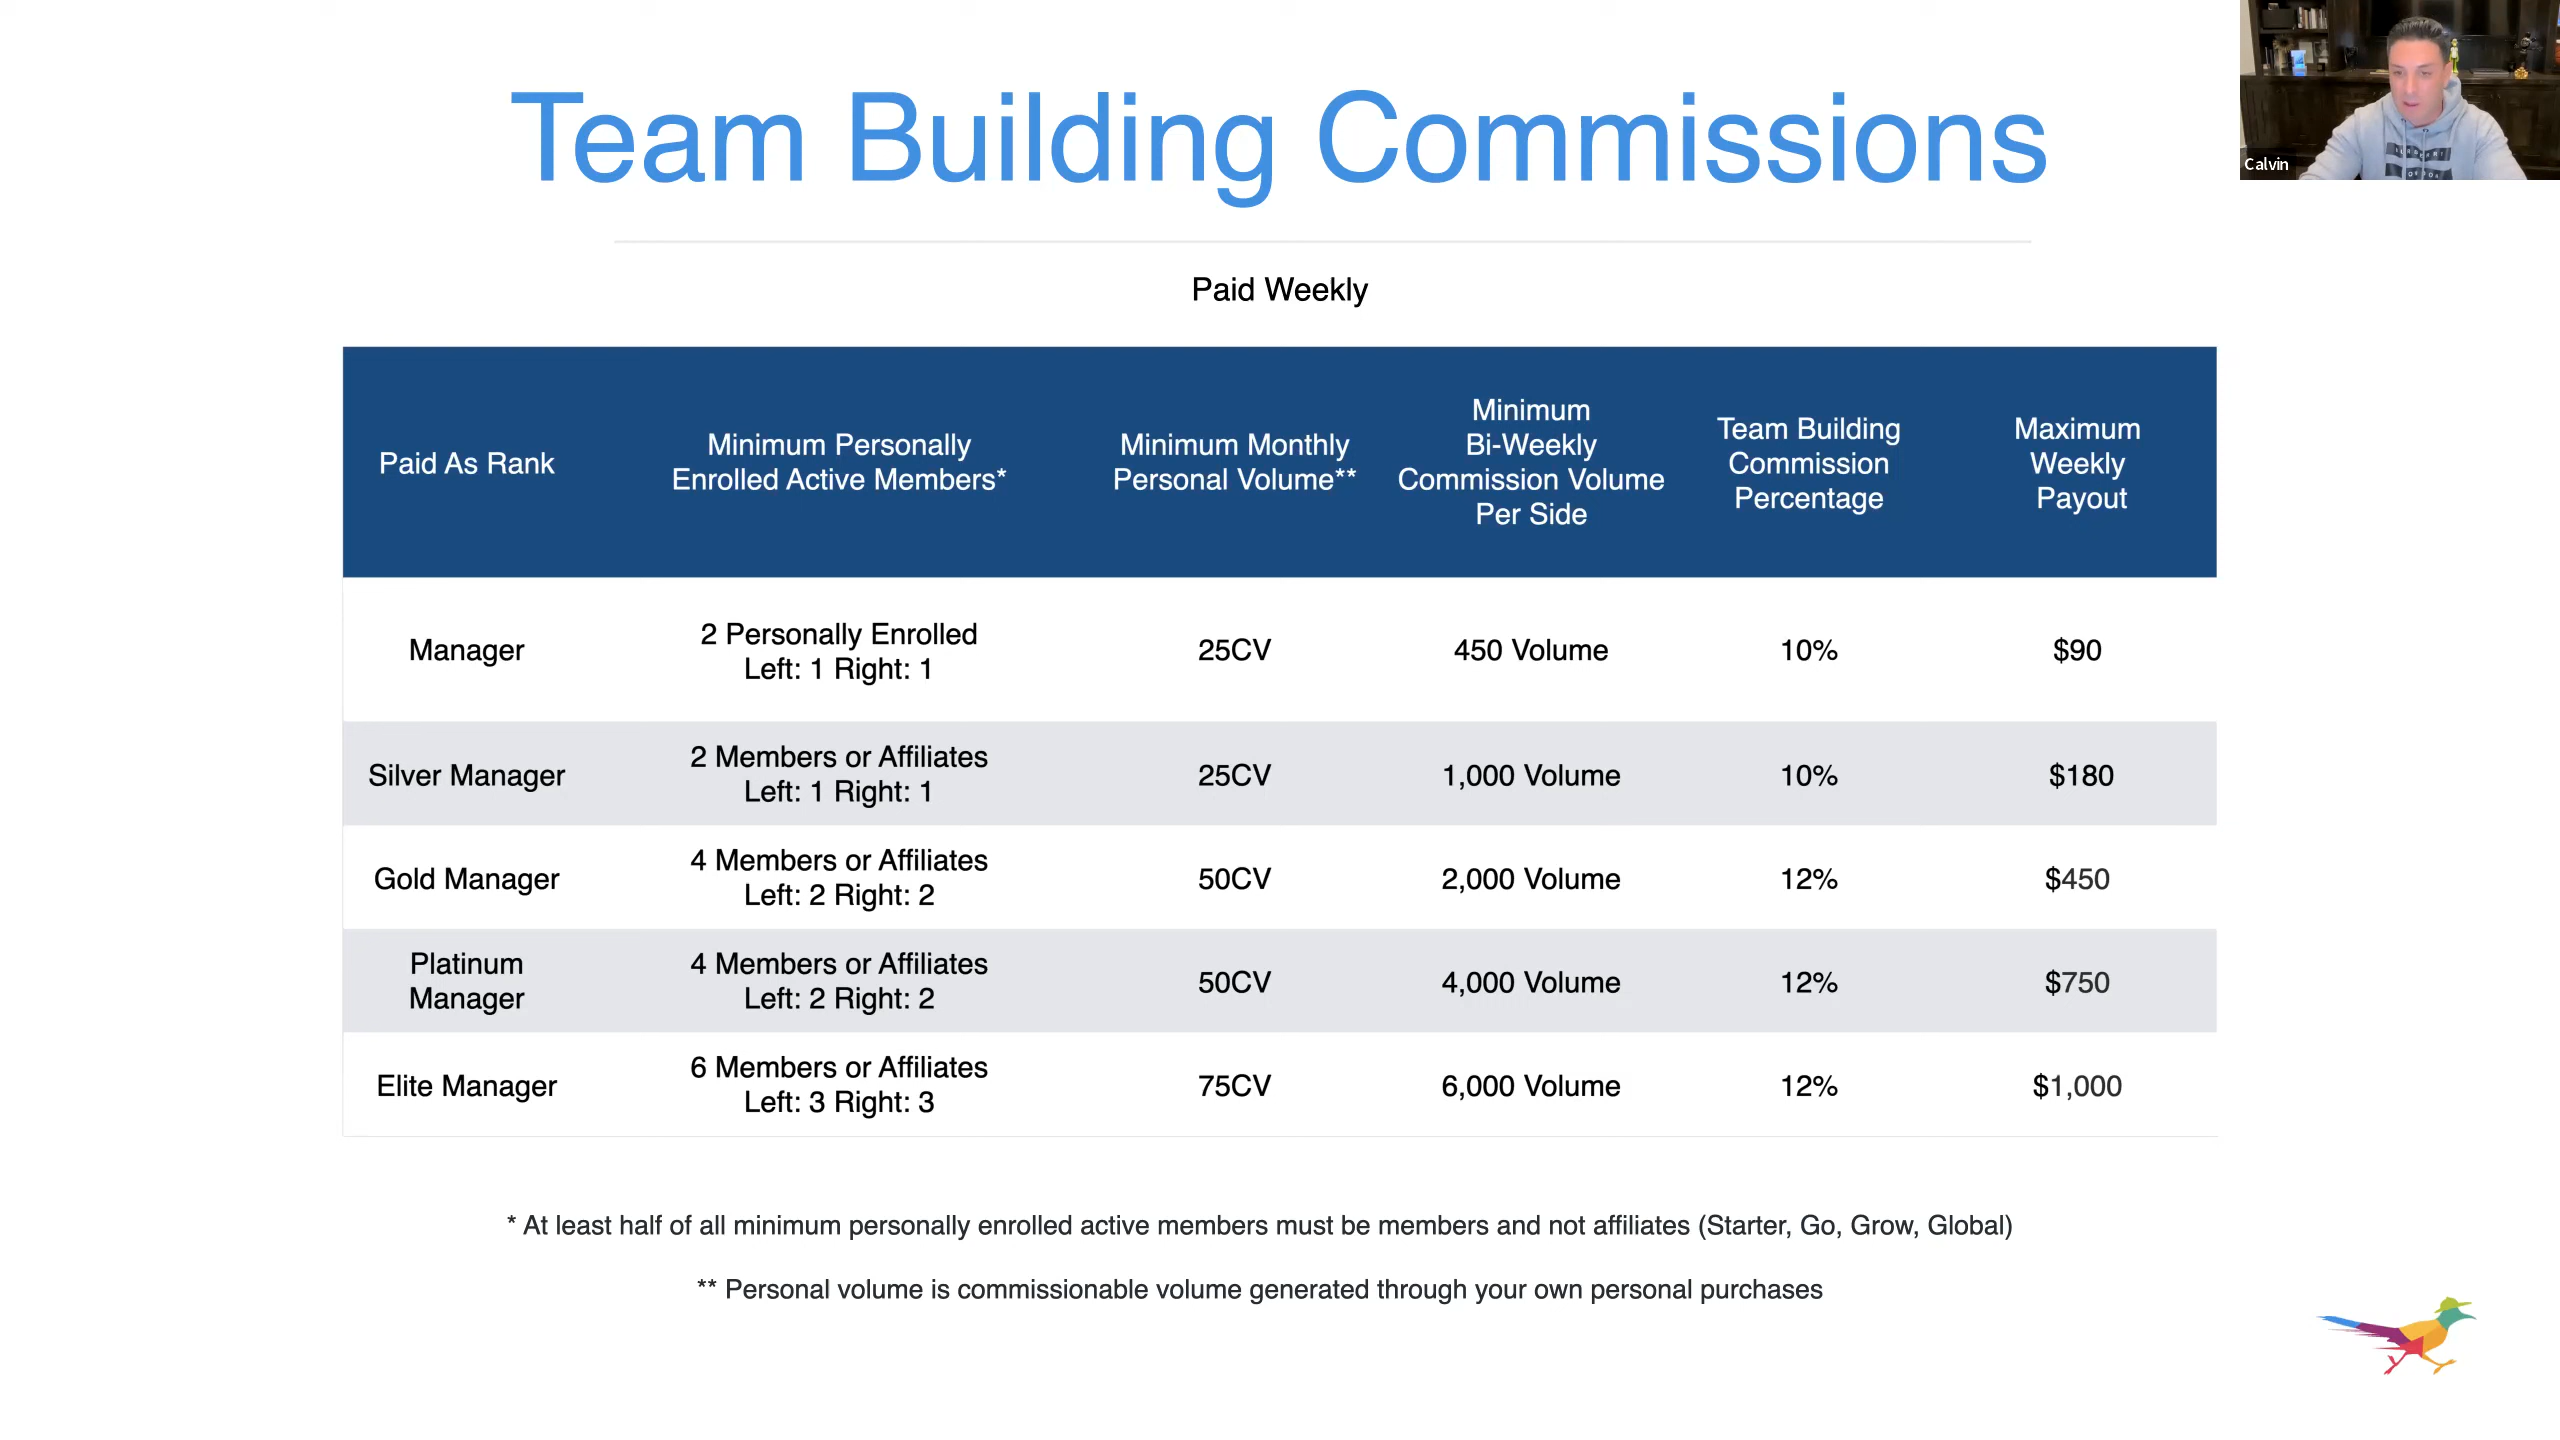 Team Building Commissions
Calvin
Paid Weekly
Paid As Rank
Minimum Personally
Enrolled Active Members*
Minimum Monthly
Personal Volume**
Minimum
Bi-Weekly
Commission Volume
Per Side
Team Building
Commission
Percentage
Maximum
Weekly
Payout
Manager
2 Personally Enrolled
Left: 1 Right: 1
25CV
450 Volume
10%
$90
Silver Manager
2 Members or Affiliates
Left: 1 Right: 1
25CV
1,000 Volume
10%
$180
Gold Manager
4 Members or Affiliates
Left: 2 Right: 2
50CV
2,000 Volume
12%
$450
Platinum
Manager
4 Members or Affiliates
Left: 2 Right: 2
50CV
4,000 Volume
12%
$750
Elite Manager
6 Members or Affiliates
Left: 3 Right: 3
75CV
6,000 Volume
12%
$1,000
* At least half of all minimum personally enrolled active members must be members and not affiliates (Starter, Go, Grow, Global)
** Personal volume is commissionable volume generated through your own personal purchases